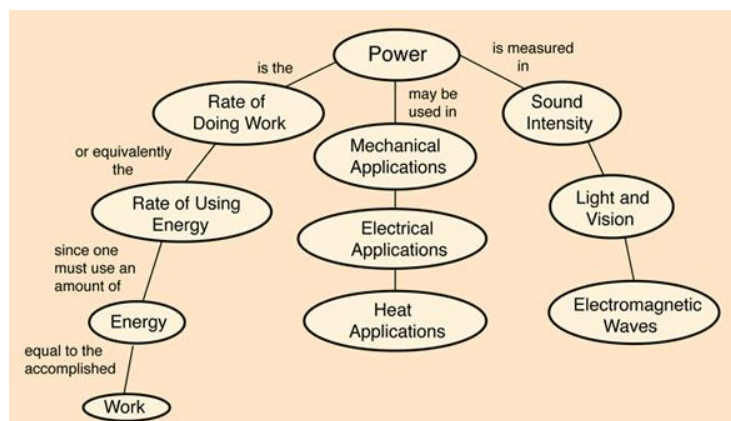 Power
is the
is measured
in
may be
used in
Rate of
Doing Work
Sound
Intensity
or equivalently
the
Mechanical
Applications
Rate of Using
Energy
Light and
Vision
Electrical
Applications
since one
must use an
amount of
Energy
Heat
Applications
Electromagnetic
Waves
equal to the
accomplished
Work